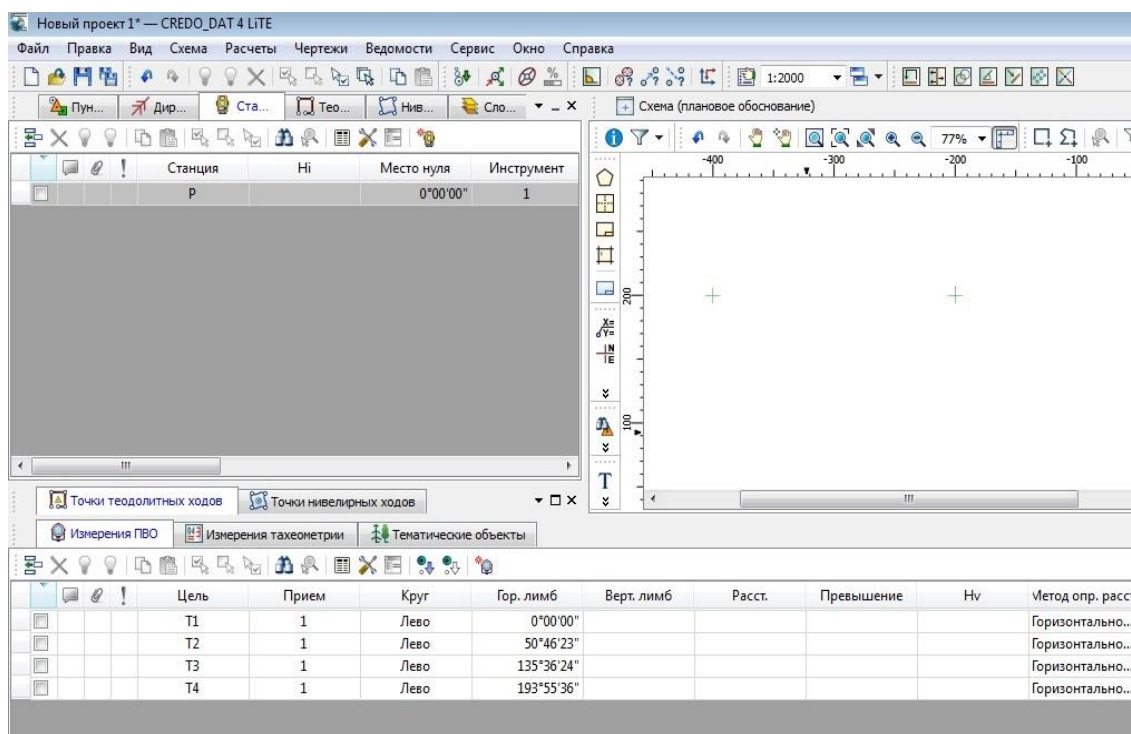 Новый проект 1* — CREDO_DAT 4 LiTE
Файл Правка Вид Схема Расчеты Чертежи Ведомости Сервис Окно Справка
1:2000
Пун... Дир... Ста... Тео... Нив... Сло... Схема (плановое обоснование)
77%
Станция Hi Место нуля Инструмент
P 0°00'00" 1
-400 -300 -200 -100
200
X=
Y=
N
E
100
T
Точки теодолитных ходов Точки нивелирных ходов
Измерения ПВО Измерения тахеометрии Тематические объекты
Цель Прием Круг Гор. лимб Верт. лимб Расст. Превышение Hv Метод опр. расст
T1 1 Лево 0°00'00" Горизонтально...
T2 1 Лево 50°46'23" Горизонтально...
T3 1 Лево 135°36'24" Горизонтально...
T4 1 Лево 193°55'36" Горизонтально...